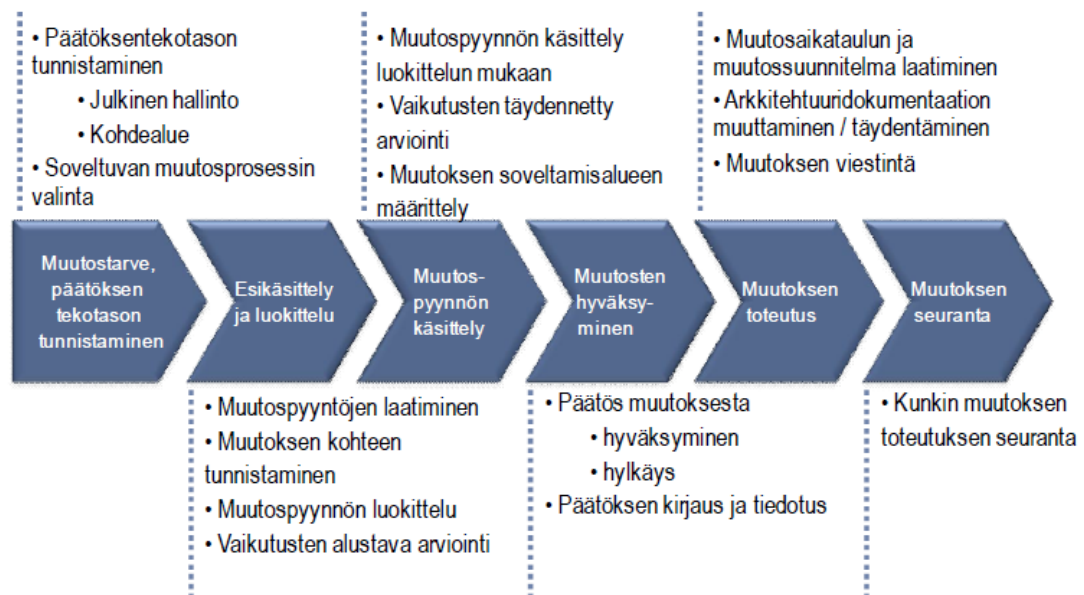 • Päätöksentekotason
tunnistaminen
• Julkinen hallinto
• Kohdealue
• Soveltuvan muutosprosessin
valinta
• Muutospyynnön käsittely
luokittelun mukaan
• Vaikutusten täydennetty
arviointi
• Muutoksen soveltamisalueen
määrittely
• Muutosaikataulun ja
muutossuunnitelma laatiminen
• Arkkitehtuuridokumentaation
muuttaminen / täydentäminen
• Muutoksen viestintä
Muutostarve,
päätöksen
tekotason
tunnistaminen
Esikäsittely
ja luokittelu
Muutos-
pyynnön
käsittely
Muutosten
hyväksy-
minen
Muutoksen
toteutus
Muutoksen
seuranta
• Muutospyyntöjen laatiminen
• Muutoksen kohteen
tunnistaminen
• Muutospyynnön luokittelu
• Vaikutusten alustava arviointi
• Päätös muutoksesta
• hyväksyminen
• hylkäys
• Päätöksen kirjaus ja tiedotus
• Kunkin muutoksen
toteutuksen seuranta